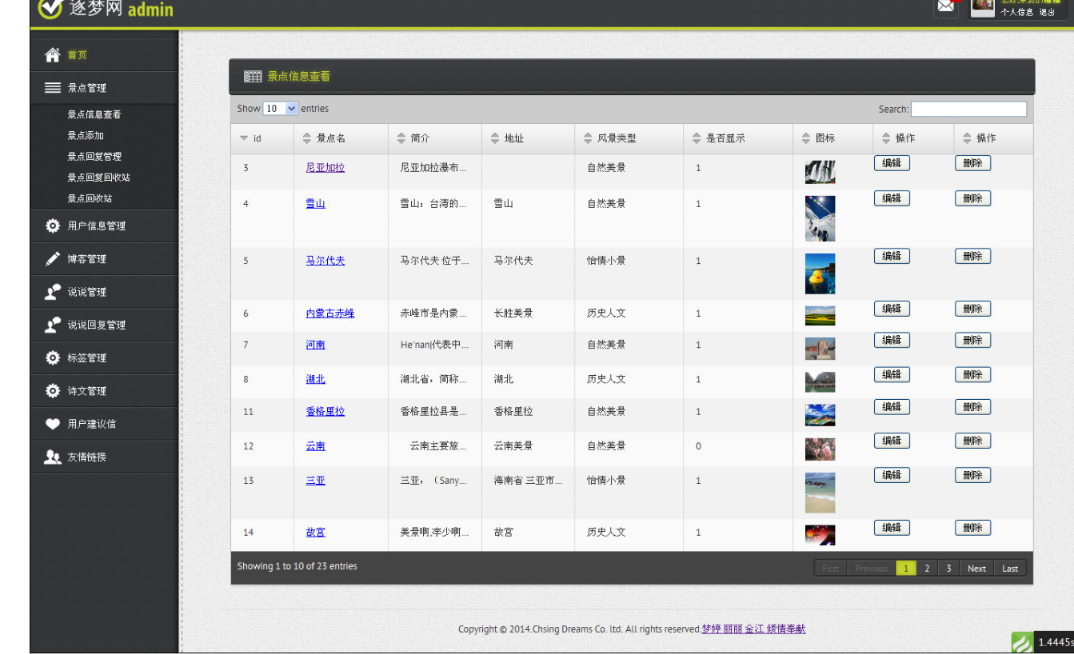 逐梦网 admin
个人信息 退出
首页
景点管理
景点信息查看
景点添加
景点回复管理
景点回复回收站
景点回收站
用户信息管理
博客管理
说说管理
说说回复管理
标签管理
诗文管理
用户建议信
友情链接
景点信息查看
Show 10 entries Search:
id 景点名 简介 地址 风景类型 是否显示 图标 操作 操作
3 尼亚加拉 尼亚加拉瀑布... 自然美景 1 编辑 删除
4 雪山 雪山：台湾的... 雪山 自然美景 1 编辑 删除
5 马尔代夫 马尔代夫 位于... 马尔代夫 怡情小景 1 编辑 删除
6 内蒙古赤峰 赤峰市是内蒙... 长胜美景 历史人文 1 编辑 删除
7 河南 He'nan|代表中... 河南 自然美景 1 编辑 删除
8 湖北 湖北省，简称... 湖北 历史人文 1 编辑 删除
11 香格里拉 香格里拉县是... 香格里拉 自然美景 1 编辑 删除
12 云南 云南主要旅... 云南美景 自然美景 0 编辑 删除
13 三亚 三亚，（Sany... 海南省 三亚市... 怡情小景 1 编辑 删除
14 故宫 美景啊,李少啊... 故宫 历史人文 1 编辑 删除
Showing 1 to 10 of 23 entries First Previous 1 2 3 Next Last
Copyright © 2014.Chsing Dreams Co. ltd. All rights reserved.梦婷 丽丽 金江 倾情奉献
1.4445s